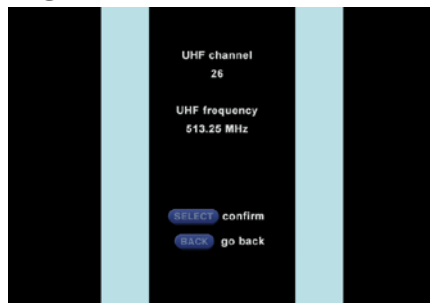 UHF channel
26
UHF frequency
513.25 MHz
SELECT confirm
BACK go back